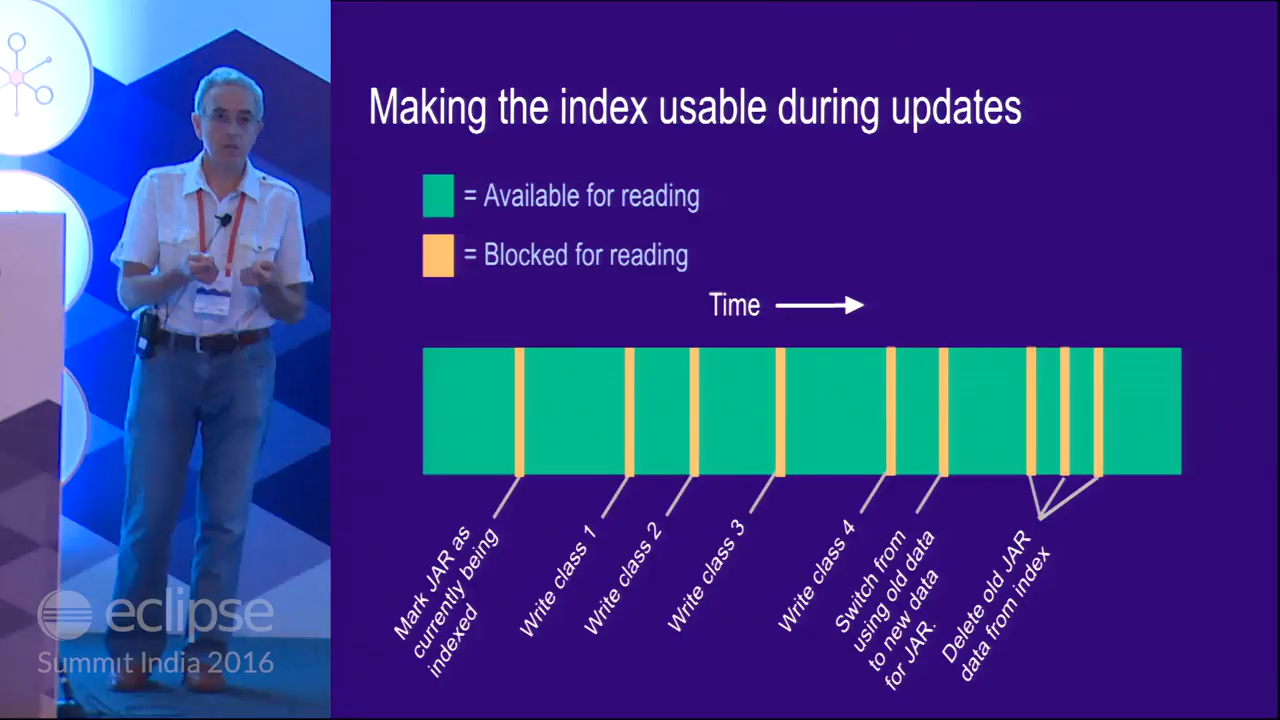 Making the index usable during updates
= Available for reading
= Blocked for reading
Time
Mark JAR as
currently being
indexed
Write class 1
Write class 2
Write class 3
Write class 4
Switch from
using old data
to new data
for JAR.
Delete old JAR
data from index
eclipse
Summit India 2016